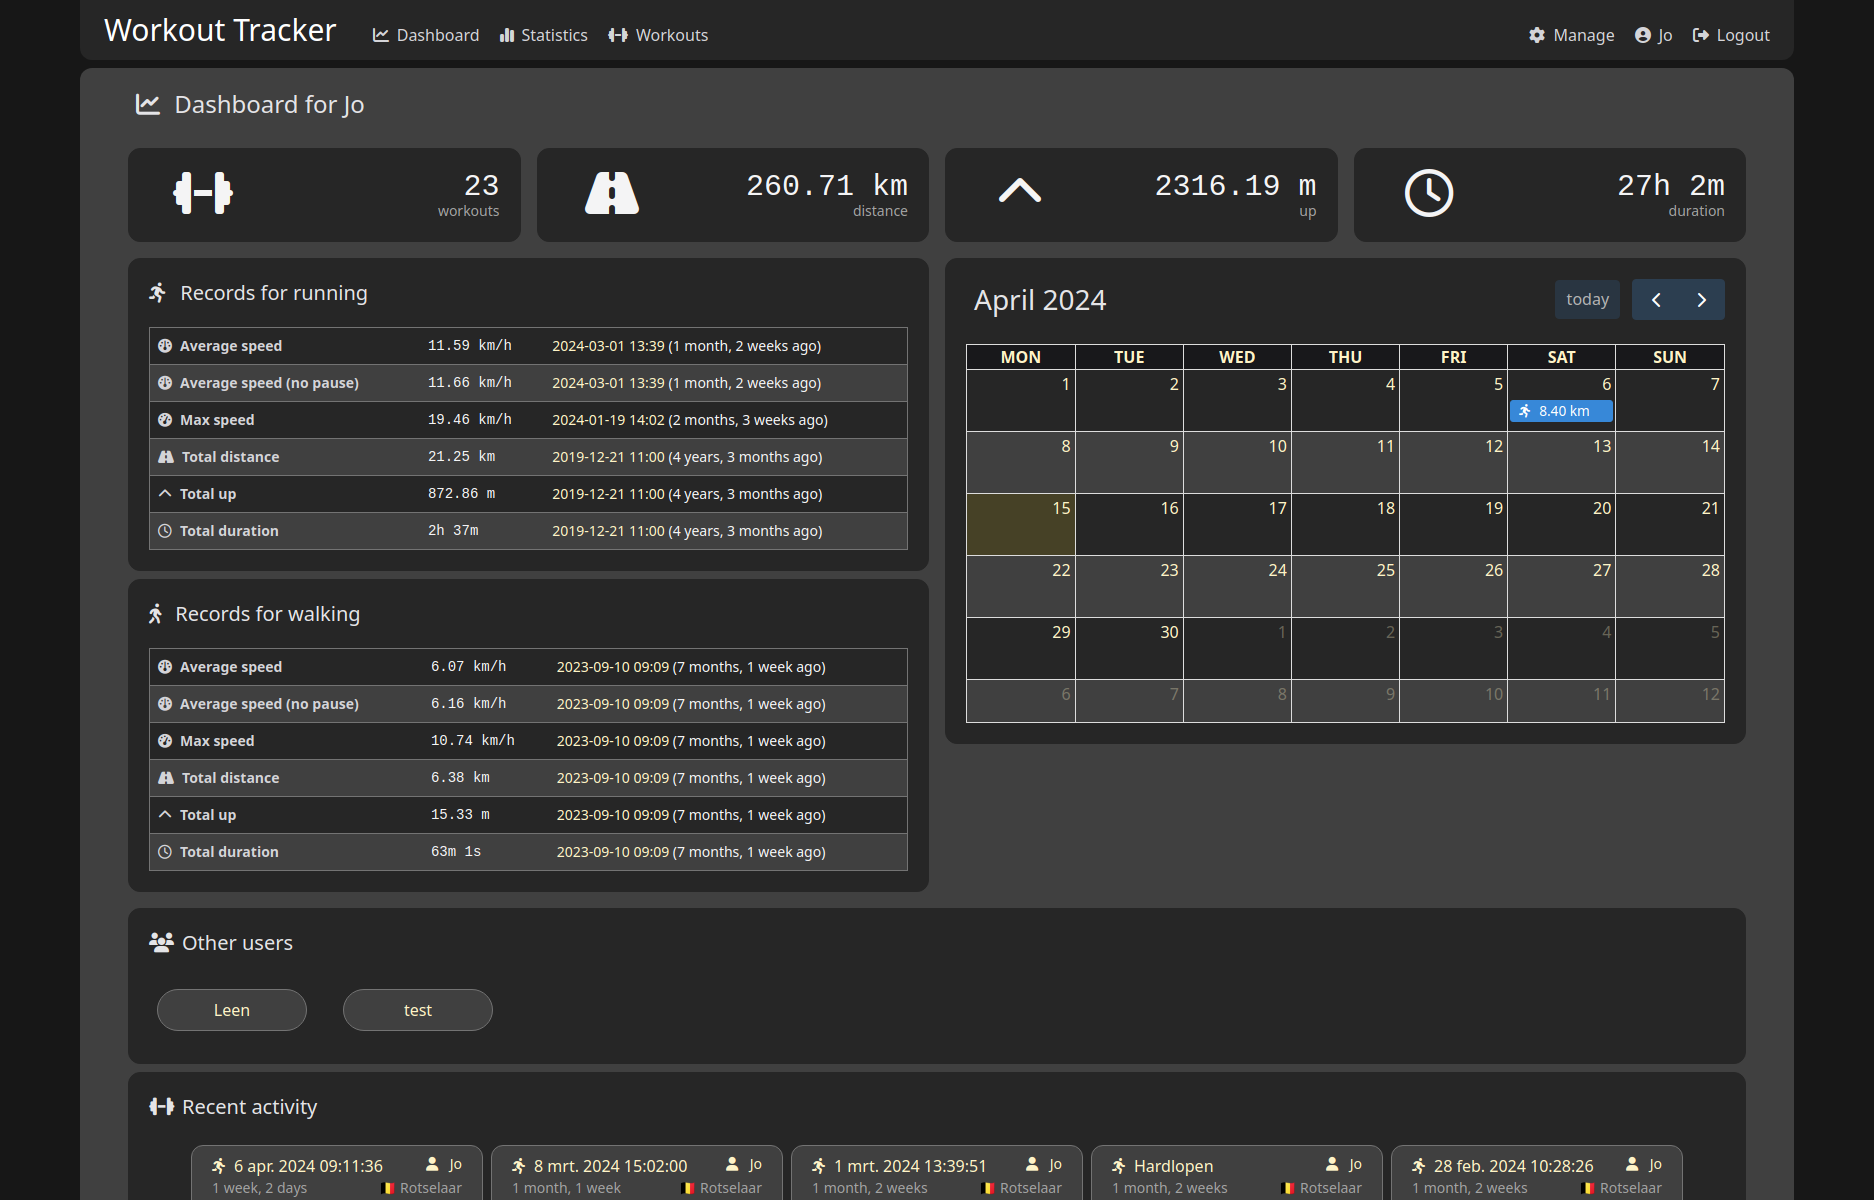 Workout Tracker Dashboard Statistics Workouts Manage Jo Logout
Dashboard for Jo
23
workouts
260.71 km
distance
2316.19 m
up
27h 2m
duration
Records for running
Average speed 11.59 km/h 2024-03-01 13:39 (1 month, 2 weeks ago)
Average speed (no pause) 11.66 km/h 2024-03-01 13:39 (1 month, 2 weeks ago)
Max speed 19.46 km/h 2024-01-19 14:02 (2 months, 3 weeks ago)
Total distance 21.25 km 2019-12-21 11:00 (4 years, 3 months ago)
Total up 872.86 m 2019-12-21 11:00 (4 years, 3 months ago)
Total duration 2h 37m 2019-12-21 11:00 (4 years, 3 months ago)
Records for walking
Average speed 6.07 km/h 2023-09-10 09:09 (7 months, 1 week ago)
Average speed (no pause) 6.16 km/h 2023-09-10 09:09 (7 months, 1 week ago)
Max speed 10.74 km/h 2023-09-10 09:09 (7 months, 1 week ago)
Total distance 6.38 km 2023-09-10 09:09 (7 months, 1 week ago)
Total up 15.33 m 2023-09-10 09:09 (7 months, 1 week ago)
Total duration 63m 1s 2023-09-10 09:09 (7 months, 1 week ago)
April 2024 today
MON TUE WED THU FRI SAT SUN
1 2 3 4 5 6 7
8.40 km
8 9 10 11 12 13 14
15 16 17 18 19 20 21
22 23 24 25 26 27 28
29 30 1 2 3 4 5
6 7 8 9 10 11 12
Other users
Leen test
Recent activity
6 apr. 2024 09:11:36 Jo
1 week, 2 days Rotselaar
8 mrt. 2024 15:02:00 Jo
1 month, 1 week Rotselaar
1 mrt. 2024 13:39:51 Jo
1 month, 2 weeks Rotselaar
Hardlopen Jo
1 month, 2 weeks Rotselaar
28 feb. 2024 10:28:26 Jo
1 month, 2 weeks Rotselaar